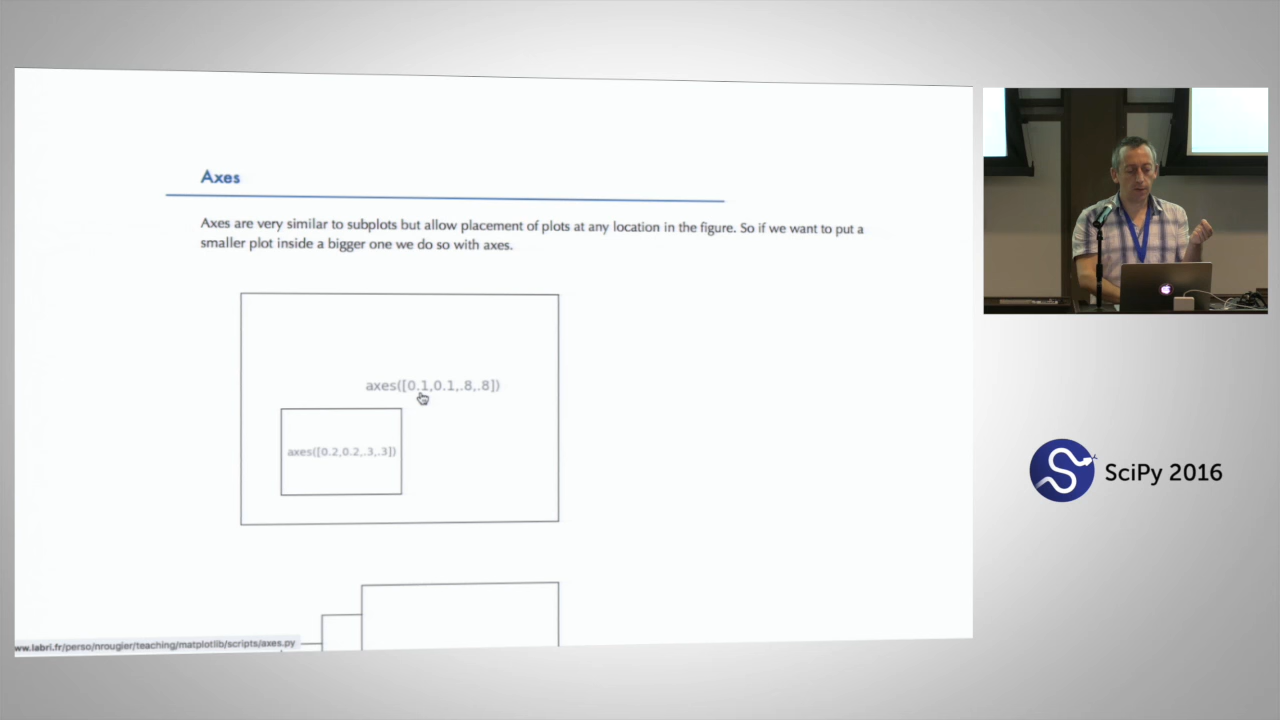 Axes
Axes are very similar to subplots but allow placement of plots at any location in the figure. So if we want to put a
smaller plot inside a bigger one we do so with axes.
axes([0.1,0.1,.8,.8])
axes([0.2,0.2,.3,.3])
ww.labri.fr/perso/nrougier/teaching/matplotlib/scripts/axes.py
SciPy 2016